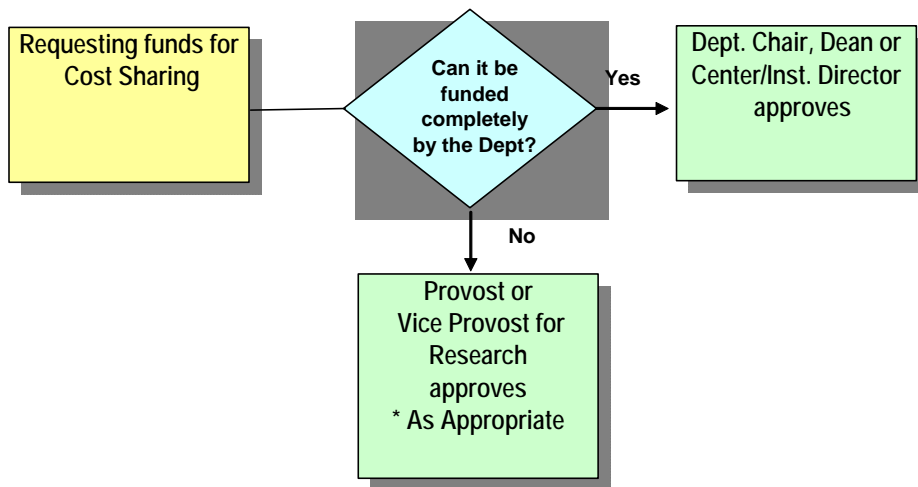 Requesting funds for
Cost Sharing
Can it be
funded
completely
by the Dept?
Yes
Dept. Chair, Dean or
Center/Inst. Director
approves
No
Provost or
Vice Provost for
Research
approves
* As Appropriate